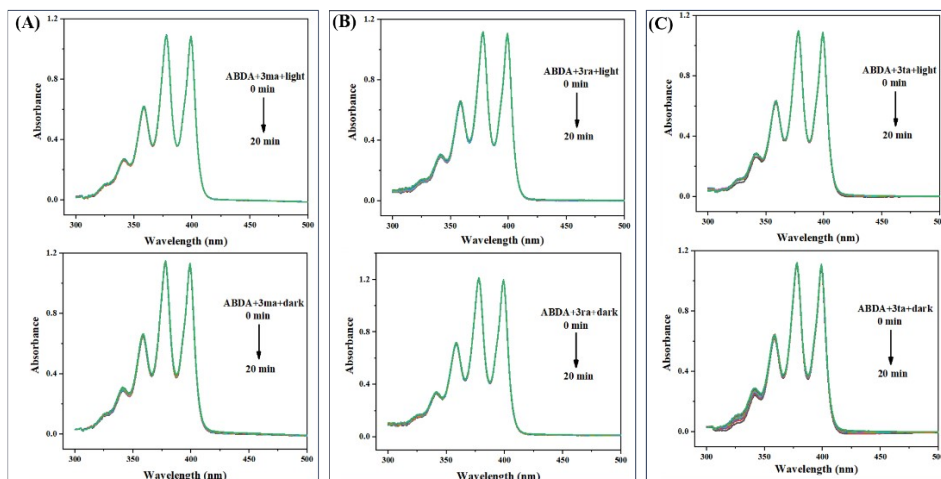 (A)
1.2
0.8
0.4
0.0
Absorbance
ABDA+3ma+light
0 min
20 min
300 350 400 450 500
Wavelength (nm)
1.2
0.8
0.4
0.0
Absorbance
ABDA+3ma+dark
0 min
20 min
300 350 400 450 500
Wavelength (nm)
(B)
1.2
0.8
0.4
0.0
Absorbance
ABDA+3ra+light
0 min
20 min
300 350 400 450 500
Wavelength (nm)
1.2
0.8
0.4
0.0
Absorbance
ABDA+3ra+dark
0 min
20 min
300 350 400 450 500
Wavelength (nm)
(C)
1.2
0.8
0.4
0.0
Absorbance
ABDA+3ta+light
0 min
20 min
300 350 400 450 500
Wavelength (nm)
1.2
0.8
0.4
0.0
Absorbance
ABDA+3ta+dark
0 min
20 min
300 350 400 450 500
Wavelength (nm)